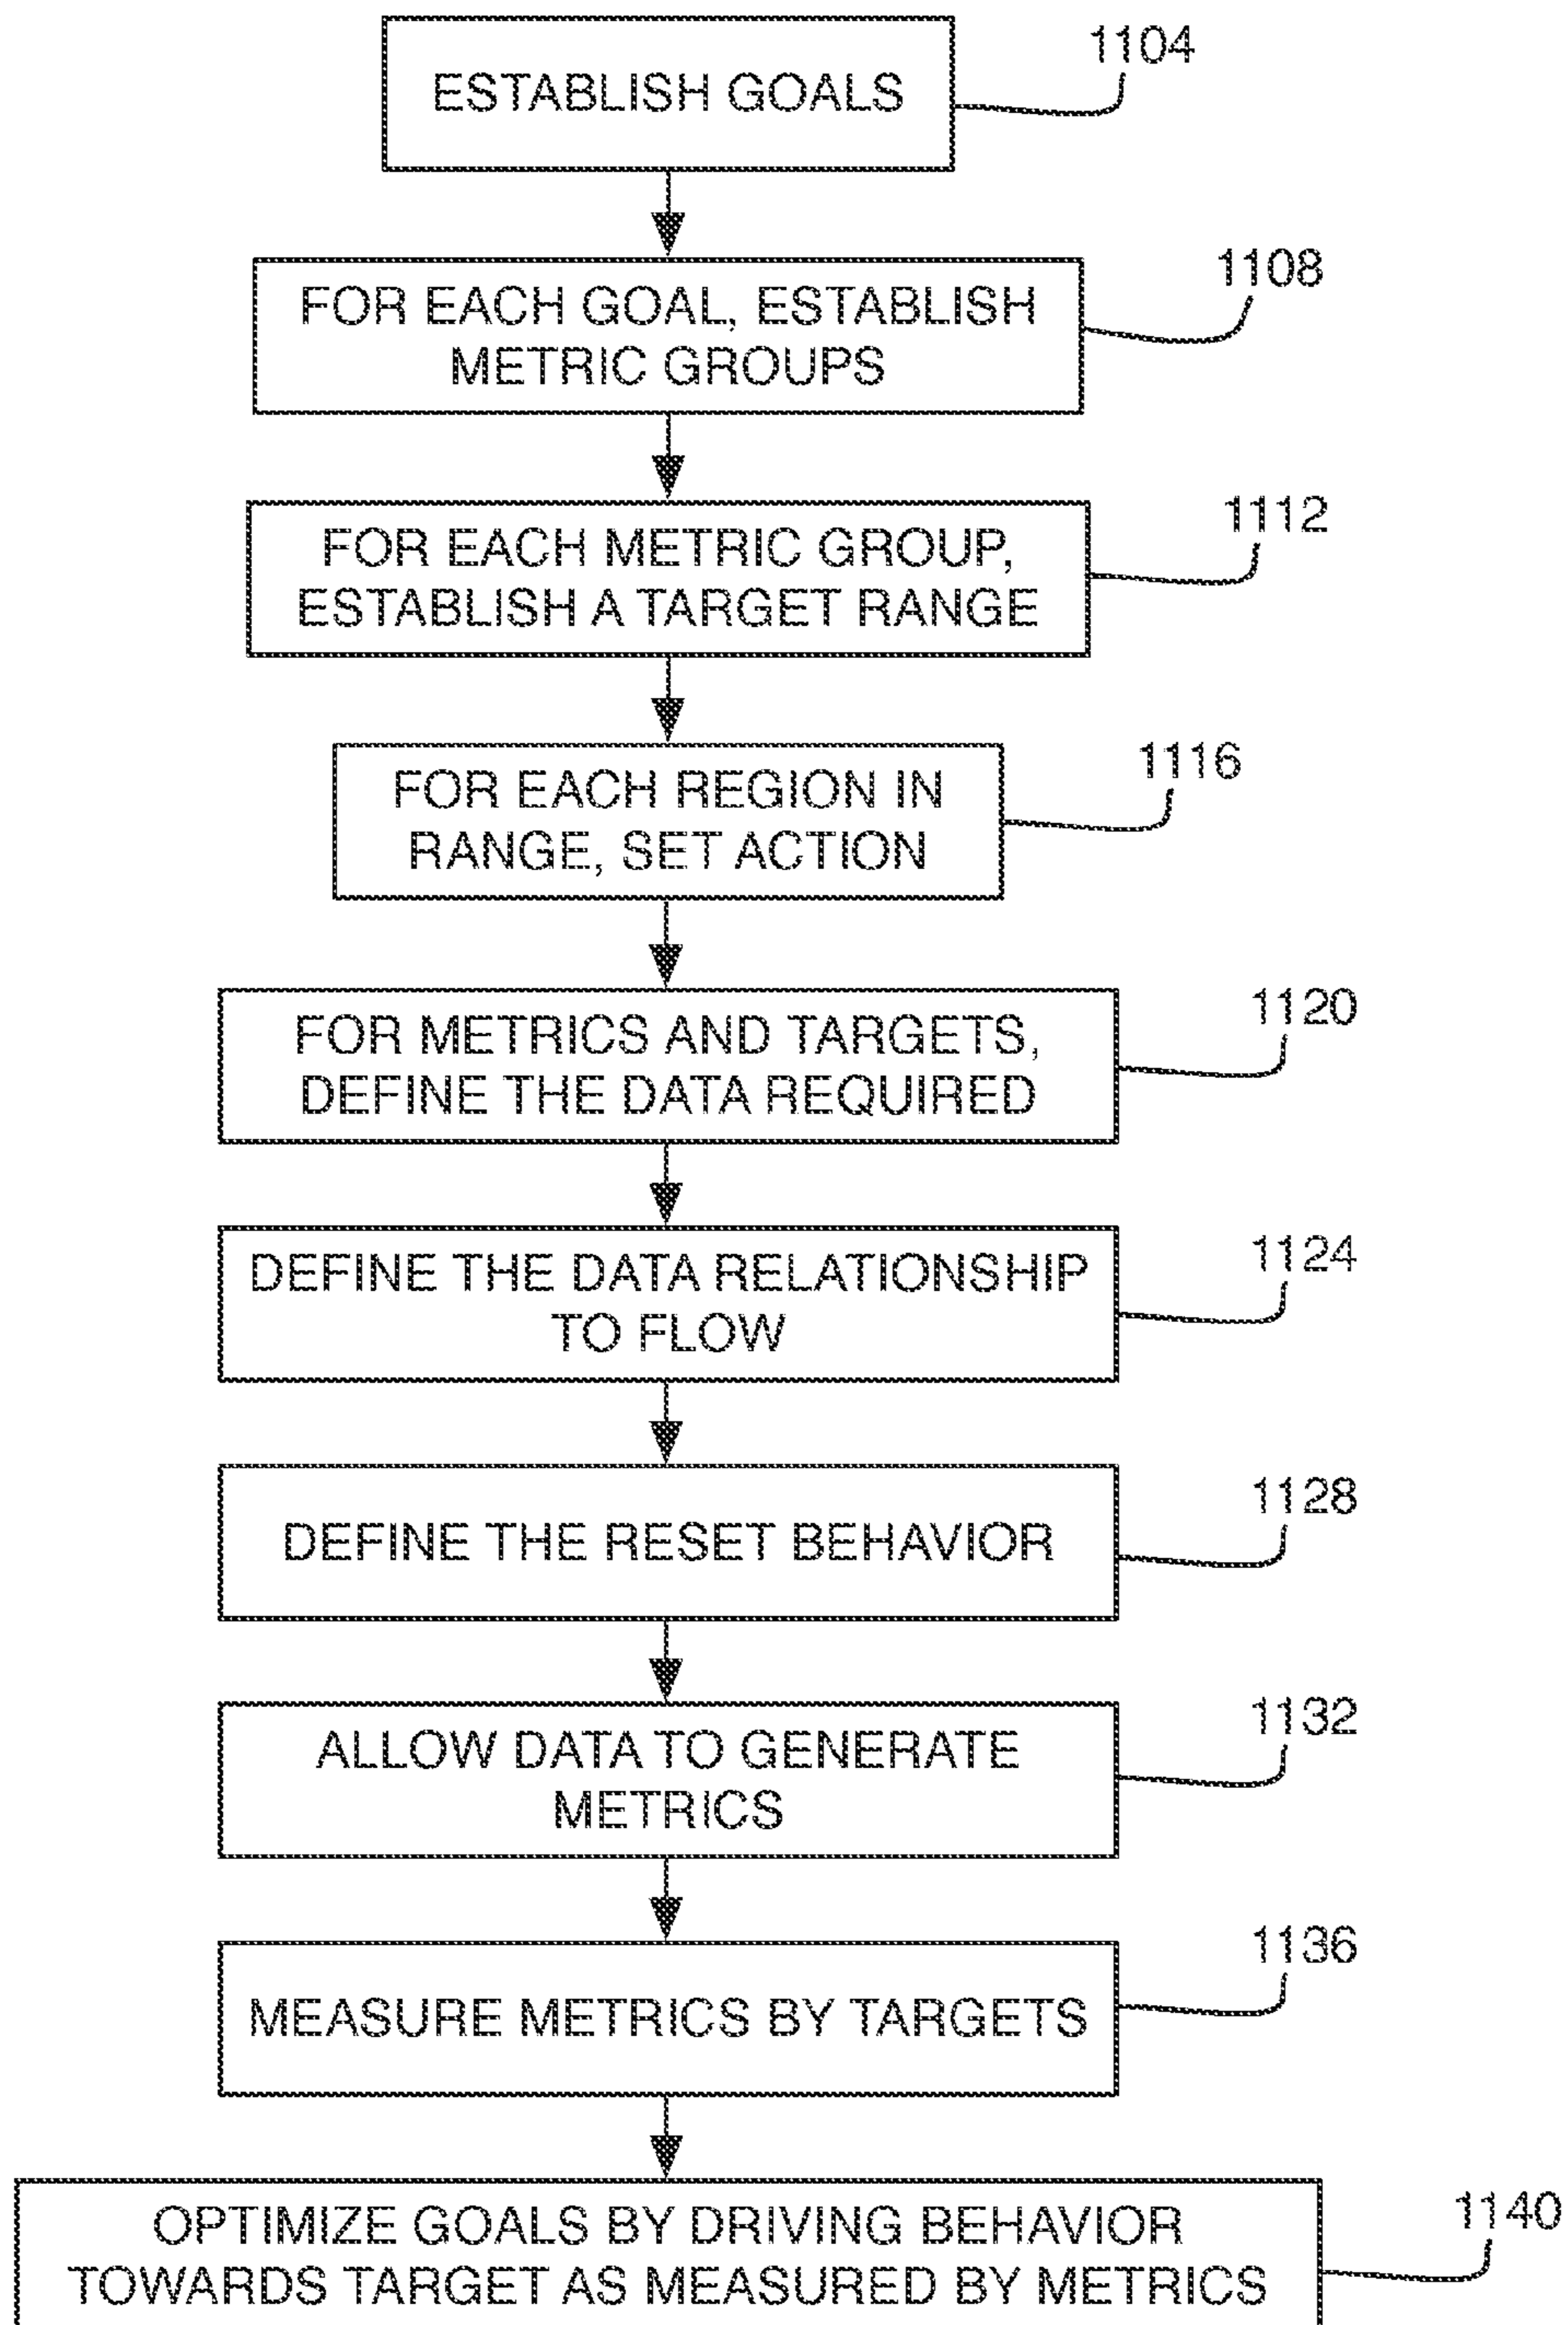 1104
ESTABLISH GOALS
1108
FOR EACH GOAL, ESTABLISH
METRIC GROUPS
1112
FOR EACH METRIC GROUP,
ESTABLISH A TARGET RANGE
1116
FOR EACH REGION IN
RANGE, SET ACTION
1120
FOR METRICS AND TARGETS,
DEFINE THE DATA REQUIRED
1124
DEFINE THE DATA RELATIONSHIP
TO FLOW
1128
DEFINE THE RESET BEHAVIOR
1132
ALLOW DATA TO GENERATE
METRICS
1136
MEASURE METRICS BY TARGETS
1140
OPTIMIZE GOALS BY DRIVING BEHAVIOR
TOWARDS TARGET AS MEASURED BY METRICS